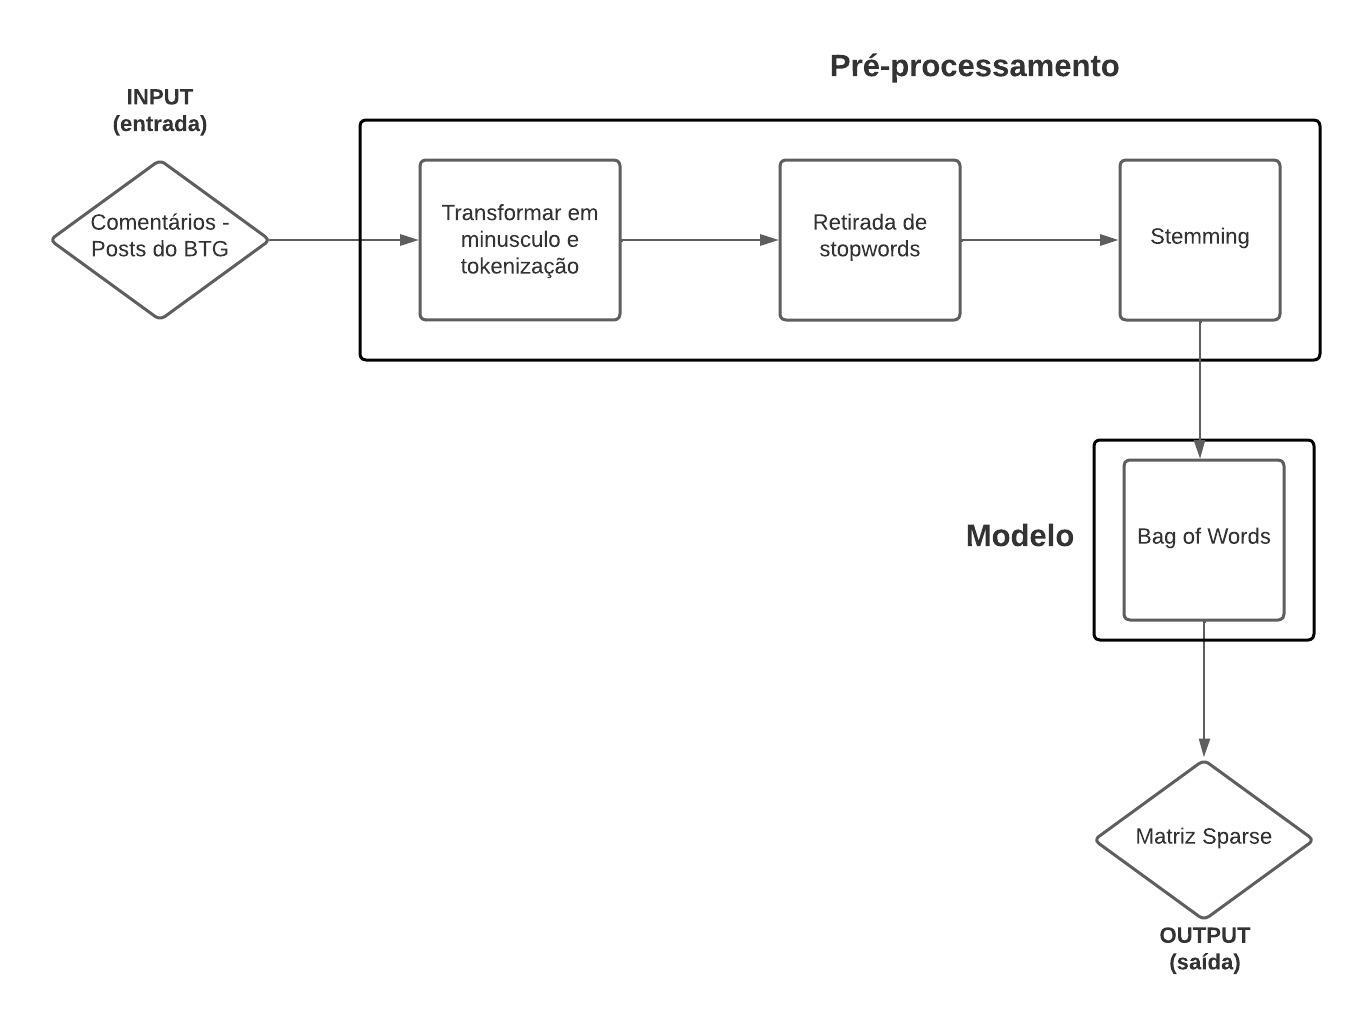 Pré-processamento
INPUT
(entrada)
Comentários -
Posts do BTG
Transformar em
minusculo e
tokenização
Retirada de
stopwords
Stemming
Modelo
Bag of Words
Matriz Sparse
OUTPUT
(saída)